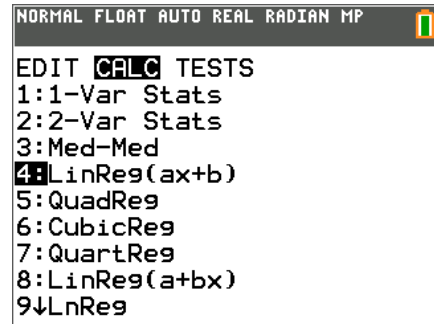 NORMAL FLOAT AUTO REAL RADIAN MP
EDIT CALC TESTS
1:1-Var Stats
2:2-Var Stats
3:Med-Med
4:LinReg(ax+b)
5:QuadReg
6:CubicReg
7:QuartReg
8:LinReg(a+bx)
9↓LnReg